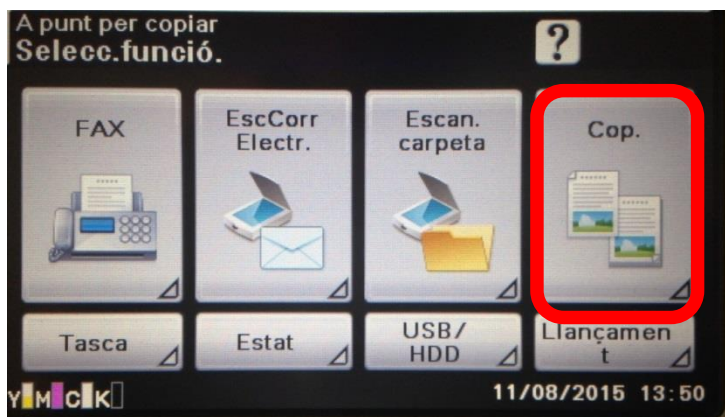 A punt per copiar
Selecc.funció.
?
FAX
EscCorr
Electr.
Escan.
carpeta
Cop.
Tasca
Estat
USB/
HDD
Llançamen
t
Y M C K
11/08/2015 13:50